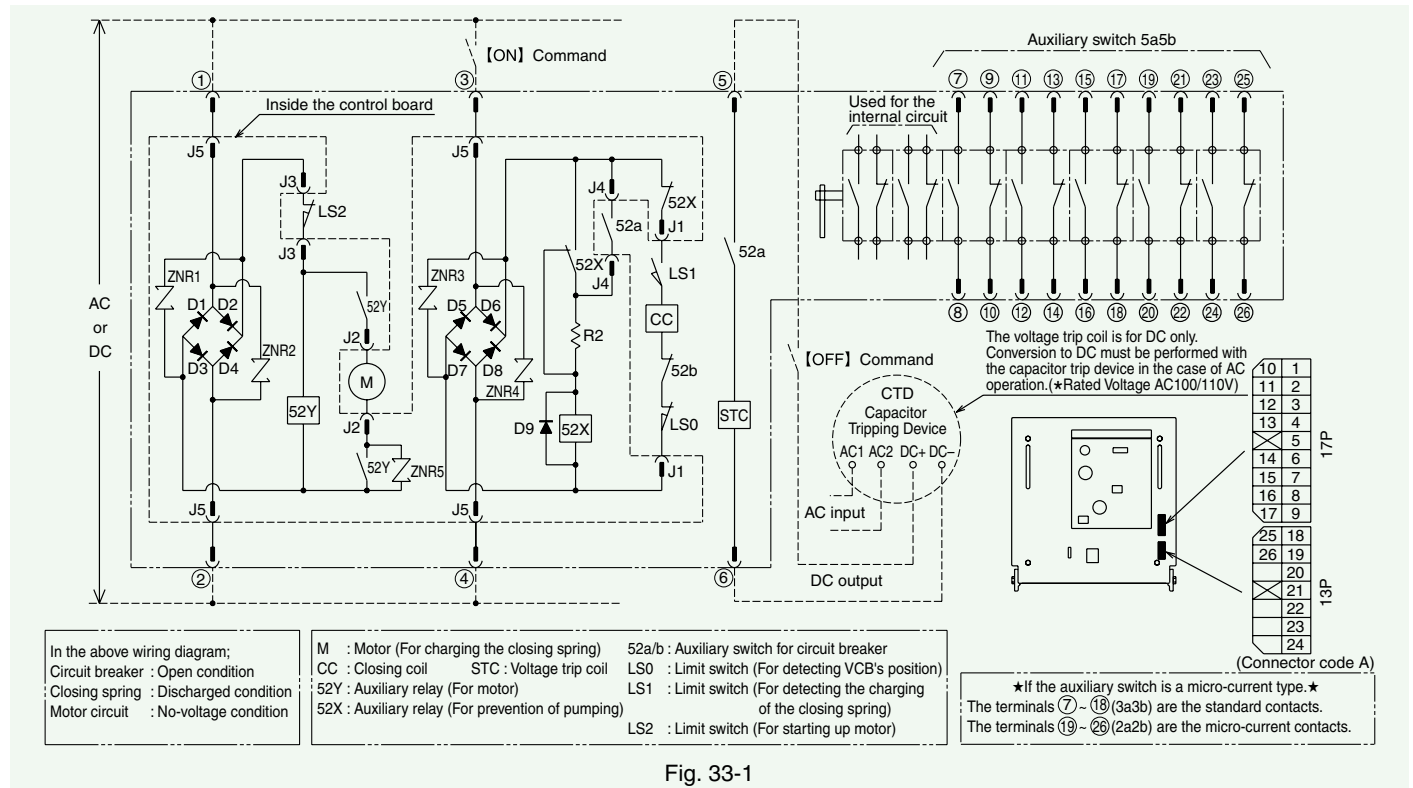 Auxiliary switch 5a5b
【ON】 Command
① ③ ⑤ ⑦ ⑨ ⑪ ⑬ ⑮ ⑰ ⑲ ㉑ ㉓ ㉕
Inside the control board
Used for the
internal circuit
J5 J5
J3 J4 52X
LS2 52a J1
J3 52X LS1 52a
J4
ZNR1 ZNR3
AC
or
DC
D1 D2 52Y D5 D6 CC
⑧ ⑩ ⑫ ⑭ ⑯ ⑱ ⑳ ㉒ ㉔ ㉖
J2 R2
ZNR2
D3 D4 D7 D8 52b
M ZNR4
【OFF】 Command
The voltage trip coil is for DC only.
Conversion to DC must be performed with
the capacitor trip device in the case of AC
operation.(★Rated Voltage AC100/110V)
52Y D9 52X LS0 STC
J2
52Y ZNR5 J1
J5 J5
② ④ ⑥
CTD
Capacitor
Tripping Device
AC1 AC2 DC+ DC−
AC input
DC output
10 1
11 2
12 3
13 4
5
14 6
15 7
16 8
17 9
17P
25 18
26 19
20
21
22
23
24
13P
(Connector code A)
In the above wiring diagram;
Circuit breaker : Open condition
Closing spring : Discharged condition
Motor circuit : No-voltage condition
M : Motor (For charging the closing spring)
CC : Closing coil STC : Voltage trip coil
52Y : Auxiliary relay (For motor)
52X : Auxiliary relay (For prevention of pumping)
52a/b : Auxiliary switch for circuit breaker
LS0 : Limit switch (For detecting VCB's position)
LS1 : Limit switch (For detecting the charging
of the closing spring)
LS2 : Limit switch (For starting up motor)
★If the auxiliary switch is a micro-current type.★
The terminals ⑦ ~ ⑱ (3a3b) are the standard contacts.
The terminals ⑲ ~ ㉖ (2a2b) are the micro-current contacts.
Fig. 33-1